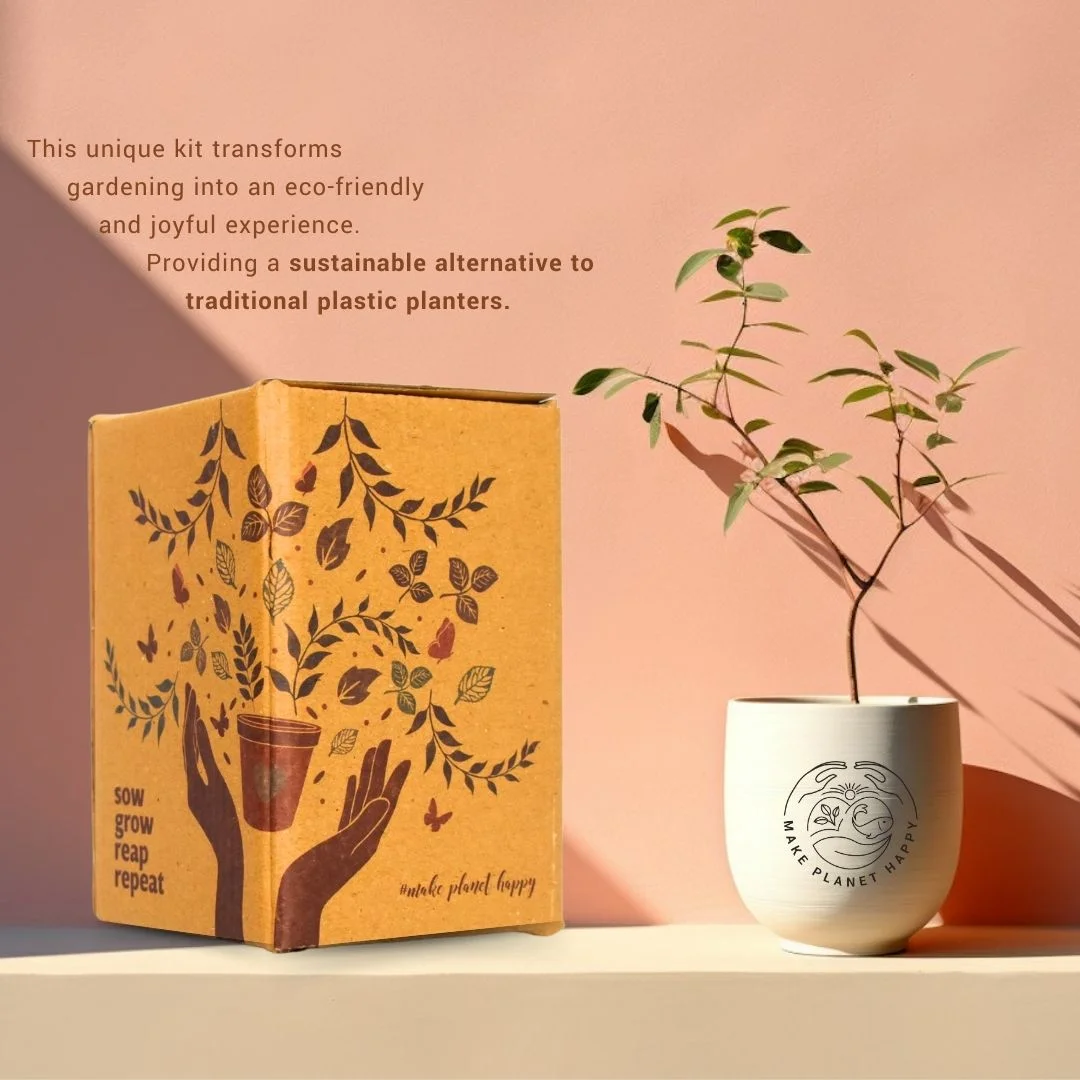 This unique kit transforms
gardening into an eco-friendly
and joyful experience.
Providing a sustainable alternative to
traditional plastic planters.
sow
grow
reap
repeat
#make planet happy
MAKE PLANET HAPPY